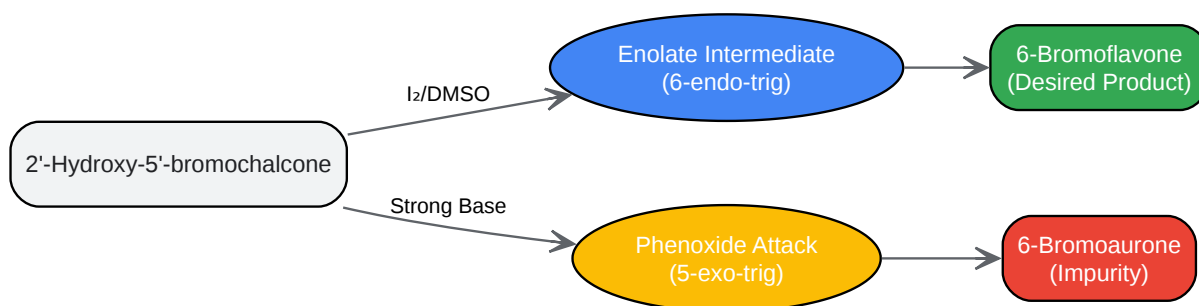 Enolate Intermediate
(6-endo-trig)
6-Bromoflavone
(Desired Product)
I₂/DMSO
2'-Hydroxy-5'-bromochalcone
Strong Base
Phenoxide Attack
(5-exo-trig)
6-Bromoaurone
(Impurity)